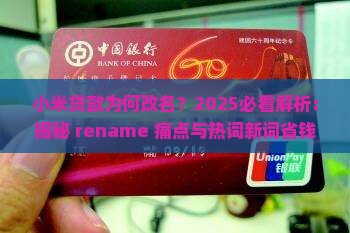 中国银行
BANK OF CHINA
小米贷款为何改名？2025必看解析：
揭秘 rename 痛点与热词新词省钱
UnionPay
银联